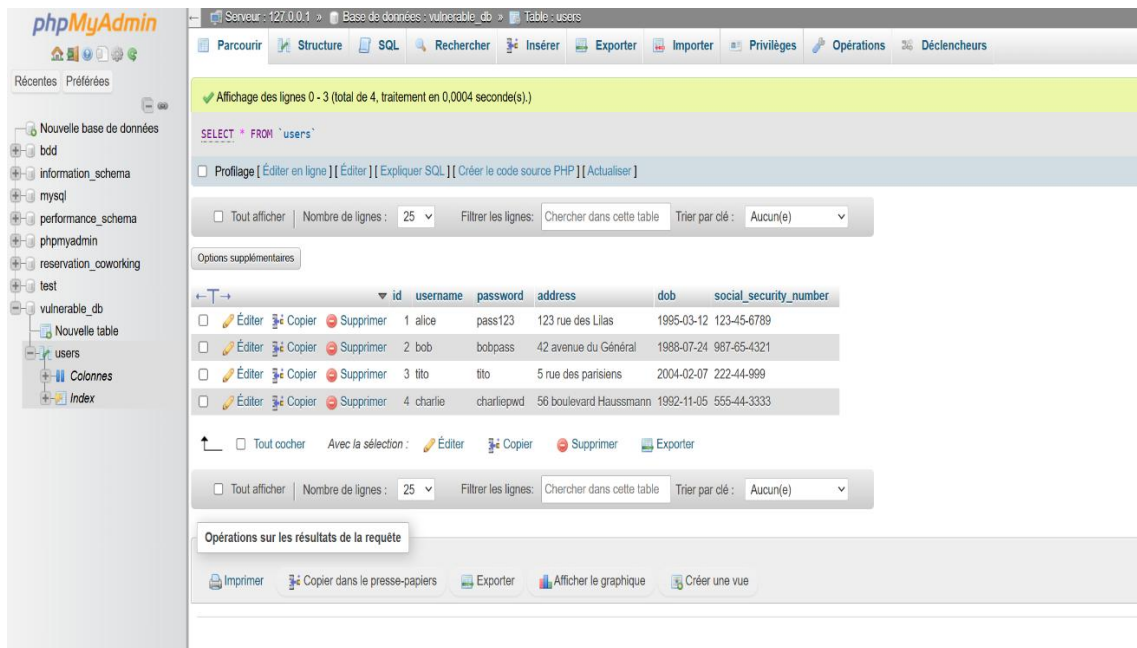 phpMyAdmin
Récentes Préférées
Nouvelle base de données
bdd
information_schema
mysql
performance_schema
phpmyadmin
reservation_coworking
test
vulnerable_db
Nouvelle table
users
Colonnes
Index
Serveur : 127.0.0.1 » Base de données : vulnerable_db » Table : users
Parcourir Structure SQL Rechercher Insérer Exporter Importer Privilèges Opérations Déclencheurs
Affichage des lignes 0 - 3 (total de 4, traitement en 0,0004 seconde(s).)
SELECT * FROM `users`
Profilage [ Éditer en ligne ] [ Éditer ] [ Expliquer SQL ] [ Créer le code source PHP ] [ Actualiser ]
Tout afficher | Nombre de lignes : 25 Filtrer les lignes: Chercher dans cette table Trier par clé : Aucun(e)
Options supplémentaires
←T→ id username password address dob social_security_number
Éditer Copier Supprimer 1 alice pass123 123 rue des Lilas 1995-03-12 123-45-6789
Éditer Copier Supprimer 2 bob bobpass 42 avenue du Général 1988-07-24 987-65-4321
Éditer Copier Supprimer 3 tito tito 5 rue des parisiens 2004-02-07 222-44-999
Éditer Copier Supprimer 4 charlie charliepwd 56 boulevard Haussmann 1992-11-05 555-44-3333
Tout cocher Avec la sélection : Éditer Copier Supprimer Exporter
Tout afficher | Nombre de lignes : 25 Filtrer les lignes: Chercher dans cette table Trier par clé : Aucun(e)
Opérations sur les résultats de la requête
Imprimer Copier dans le presse-papiers Exporter Afficher le graphique Créer une vue